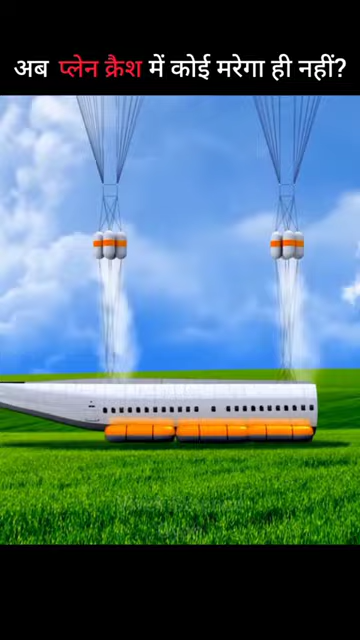 अब प्लेन क्रैश में कोई मरेगा ही नहीं?